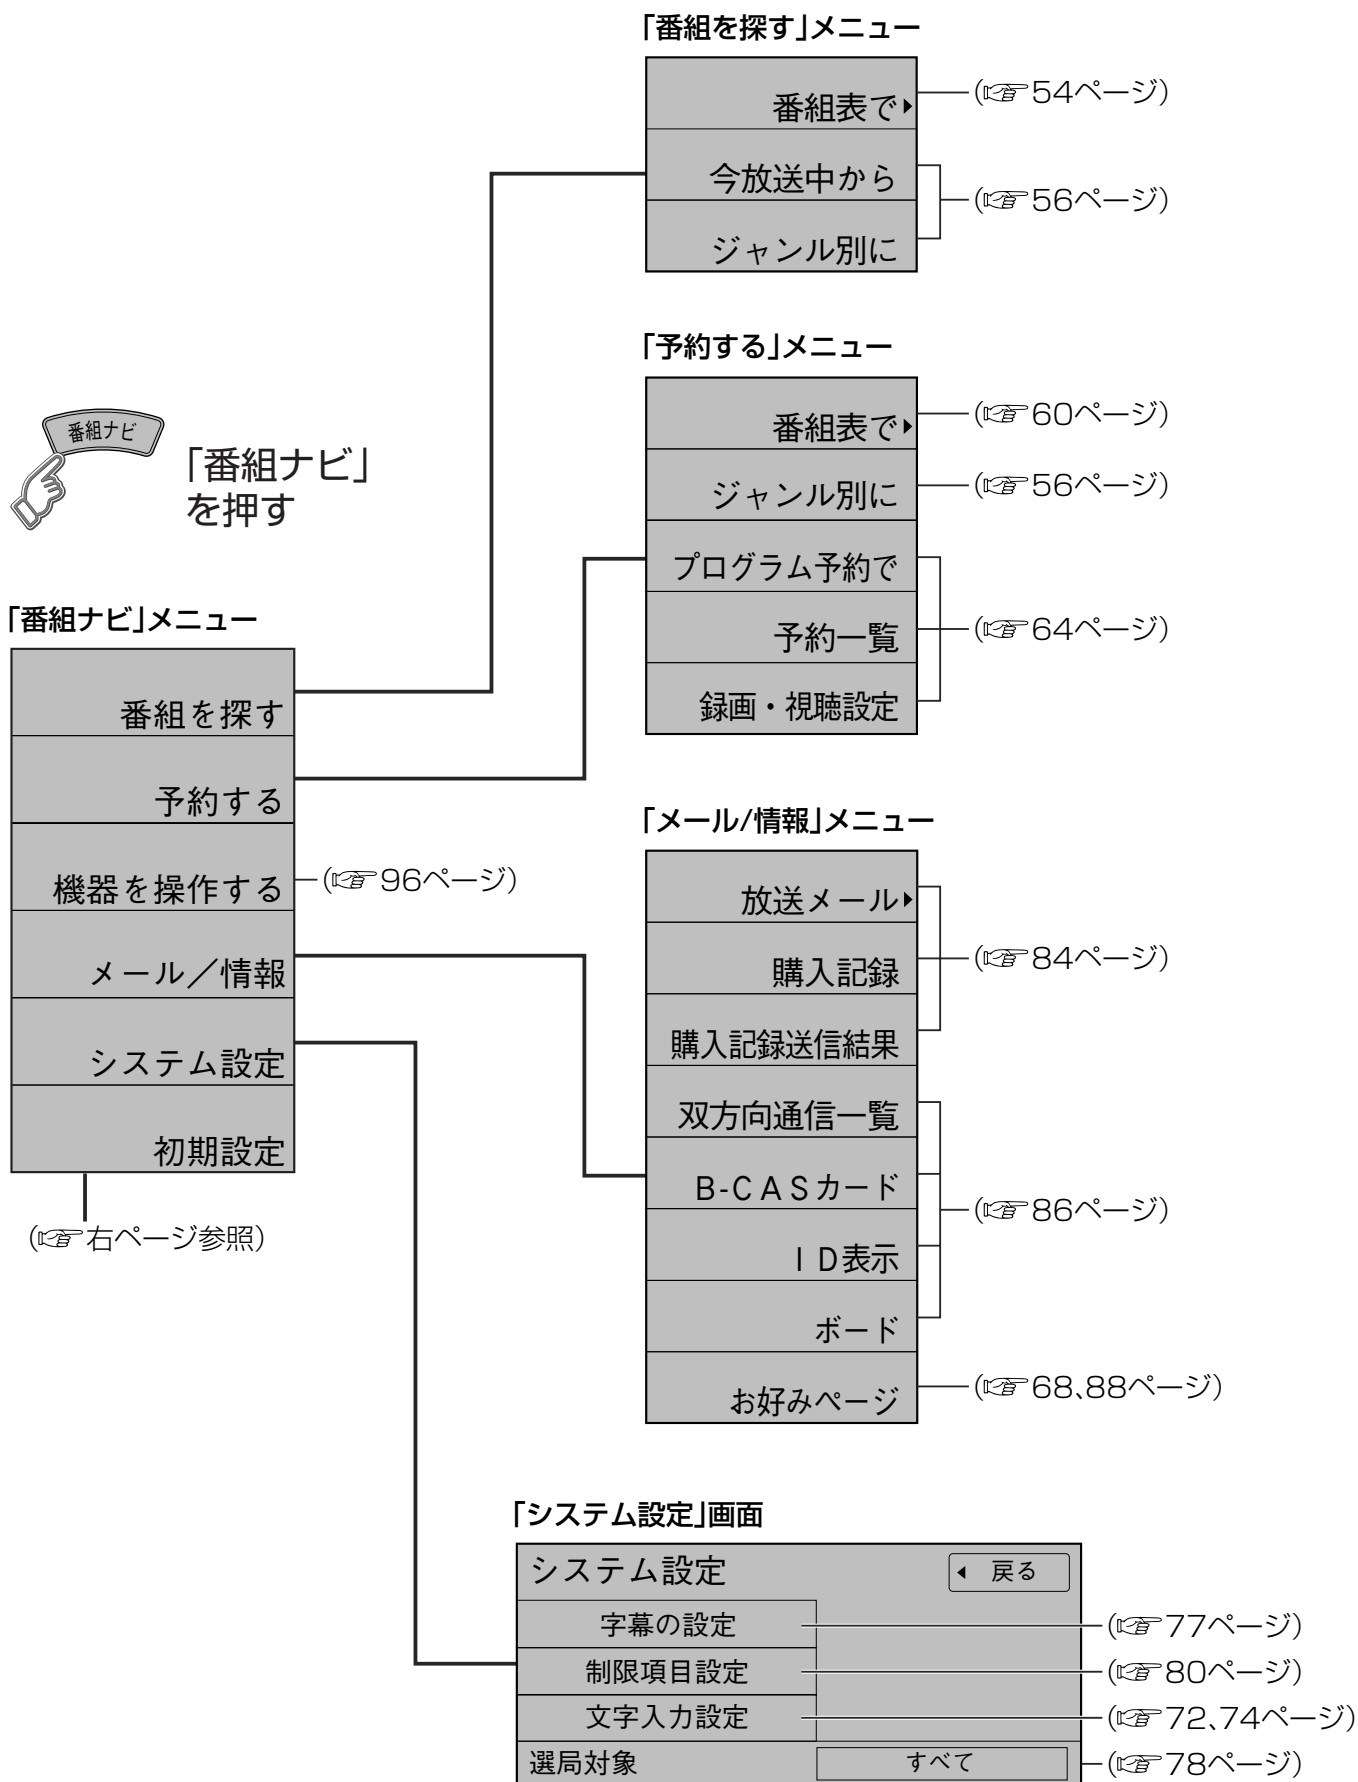 番組ナビ
「番組ナビ」
を押す
「番組ナビ」メニュー
番組を探す
予約する
機器を操作する
(☞96ページ)
メール／情報
システム設定
初期設定
(☞右ページ参照)
「番組を探す」メニュー
番組表で
(☞54ページ)
今放送中から
ジャンル別に
(☞56ページ)
「予約する」メニュー
番組表で
(☞60ページ)
ジャンル別に
(☞56ページ)
プログラム予約で
予約一覧
録画・視聴設定
(☞64ページ)
「メール/情報」メニュー
放送メール
購入記録
購入記録送信結果
(☞84ページ)
双方向通信一覧
B-CASカード
ID表示
ボード
(☞86ページ)
お好みページ
(☞68、88ページ)
「システム設定」画面
システム設定
戻る
字幕の設定
(☞77ページ)
制限項目設定
(☞80ページ)
文字入力設定
(☞72、74ページ)
選局対象
すべて
(☞78ページ)